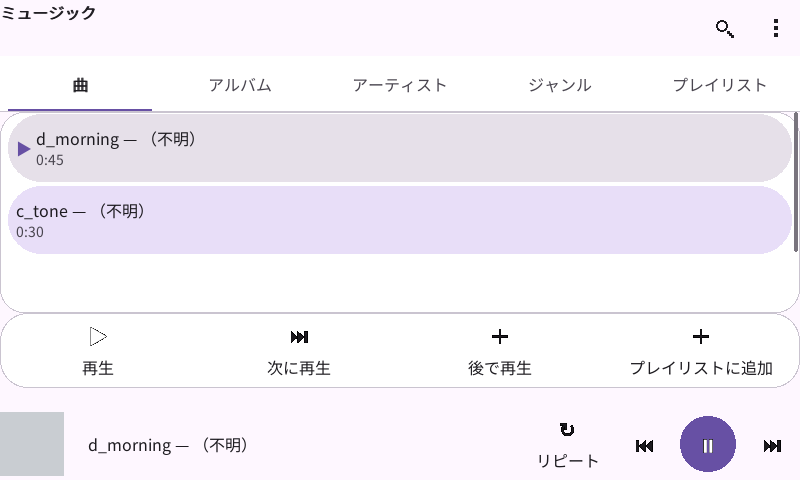 ミュージック
曲
アルバム
アーティスト
ジャンル
プレイリスト
d_morning — （不明）
0:45
c_tone — （不明）
0:30
再生
次に再生
後で再生
プレイリストに追加
d_morning — （不明）
リピート